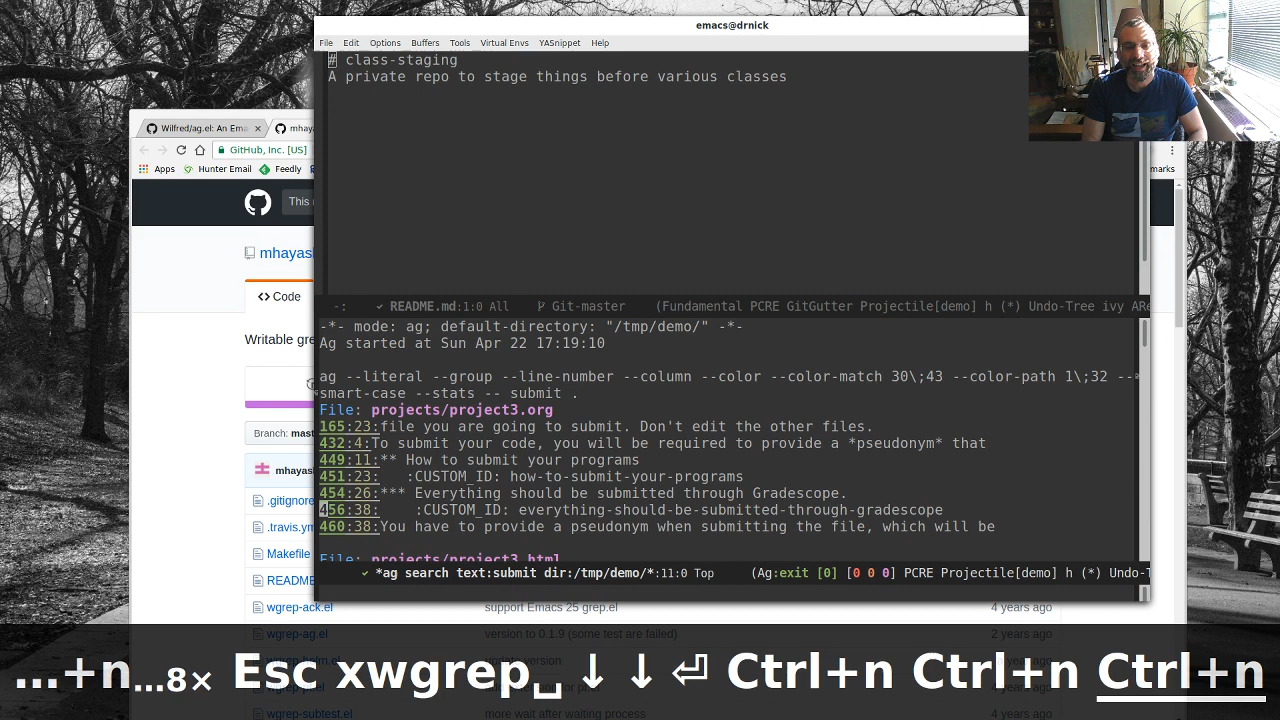 emacs@drnick
File Edit Options Buffers Tools Virtual Envs YASnippet Help
# class-staging
A private repo to stage things before various classes
Wilfred/ag.el: An Ema
mhaya
GitHub, Inc. [US]
Apps Hunter Email Feedly
marks
This
mhayas
<> Code
Writable gre
Branch: mast
mhayas
.gitignore
.travis.ym
Makefile
README
-: README.md:1:0 All Git-master (Fundamental PCRE GitGutter Projectile[demo] h (*) Undo-Tree ivy ARe
-*- mode: ag; default-directory: "/tmp/demo/" -*-
Ag started at Sun Apr 22 17:19:10
ag --literal --group --line-number --column --color --color-match 30\;43 --color-path 1\;32 --
smart-case --stats -- submit .
File: projects/project3.org
165:23:file you are going to submit. Don't edit the other files.
432:4:To submit your code, you will be required to provide a *pseudonym* that
449:11:** How to submit your programs
451:23:   :CUSTOM_ID: how-to-submit-your-programs
454:26:*** Everything should be submitted through Gradescope.
456:38:    :CUSTOM_ID: everything-should-be-submitted-through-gradescope
460:38:You have to provide a pseudonym when submitting the file, which will be
File: projects/project3.html
*ag search text:submit dir:/tmp/demo/*:11:0 Top (Ag:exit [0] [0 0 0] PCRE Projectile[demo] h (*) Undo-T
wgrep-ack.el support Emacs 25 grep.el 4 years ago
wgrep-ag.el version to 0.1.9 (some test are failed) 2 years ago
wgrep-helm.el update version 4 years ago
wgrep-subtest.el more wait after waiting process 4 years ago
...+n...8× Esc xwgrep-↓↓⏎ Ctrl+n Ctrl+n Ctrl+n